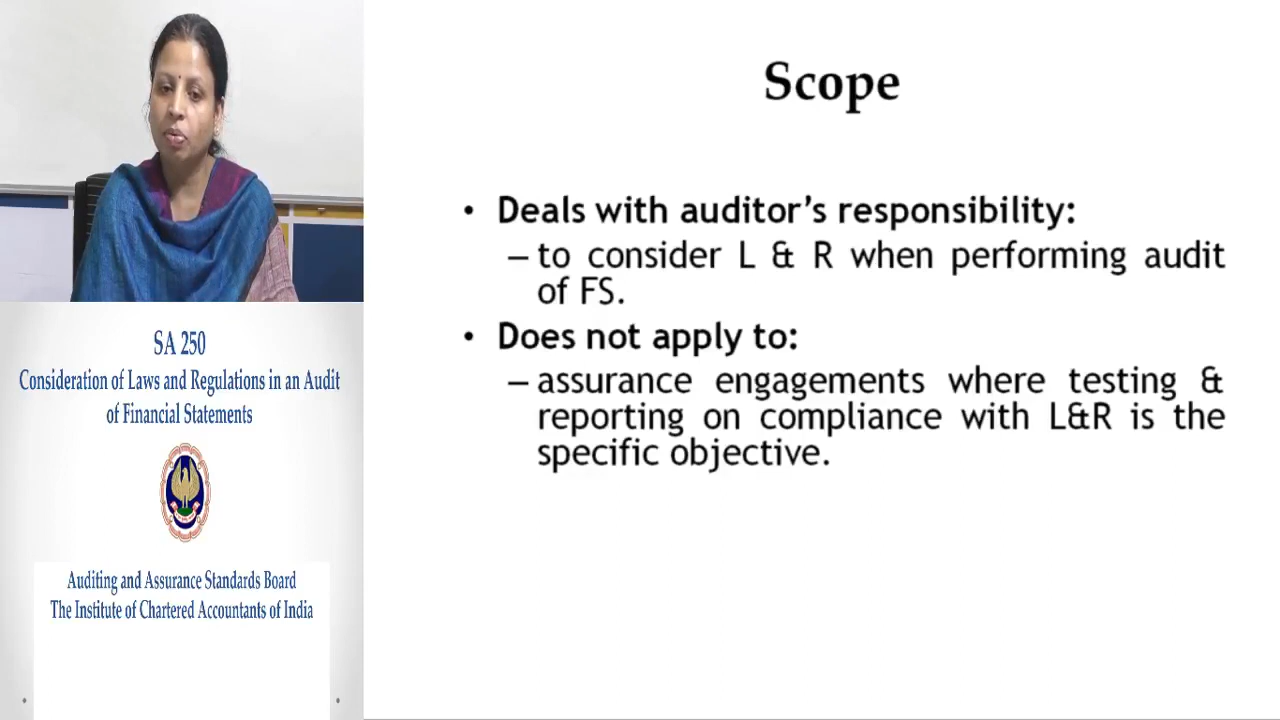 Scope
• Deals with auditor's responsibility:
– to consider L & R when performing audit
of FS.
• Does not apply to:
– assurance engagements where testing &
reporting on compliance with L&R is the
specific objective.
SA 250
Consideration of Laws and Regulations in an Audit
of Financial Statements
Auditing and Assurance Standards Board
The Institute of Chartered Accountants of India